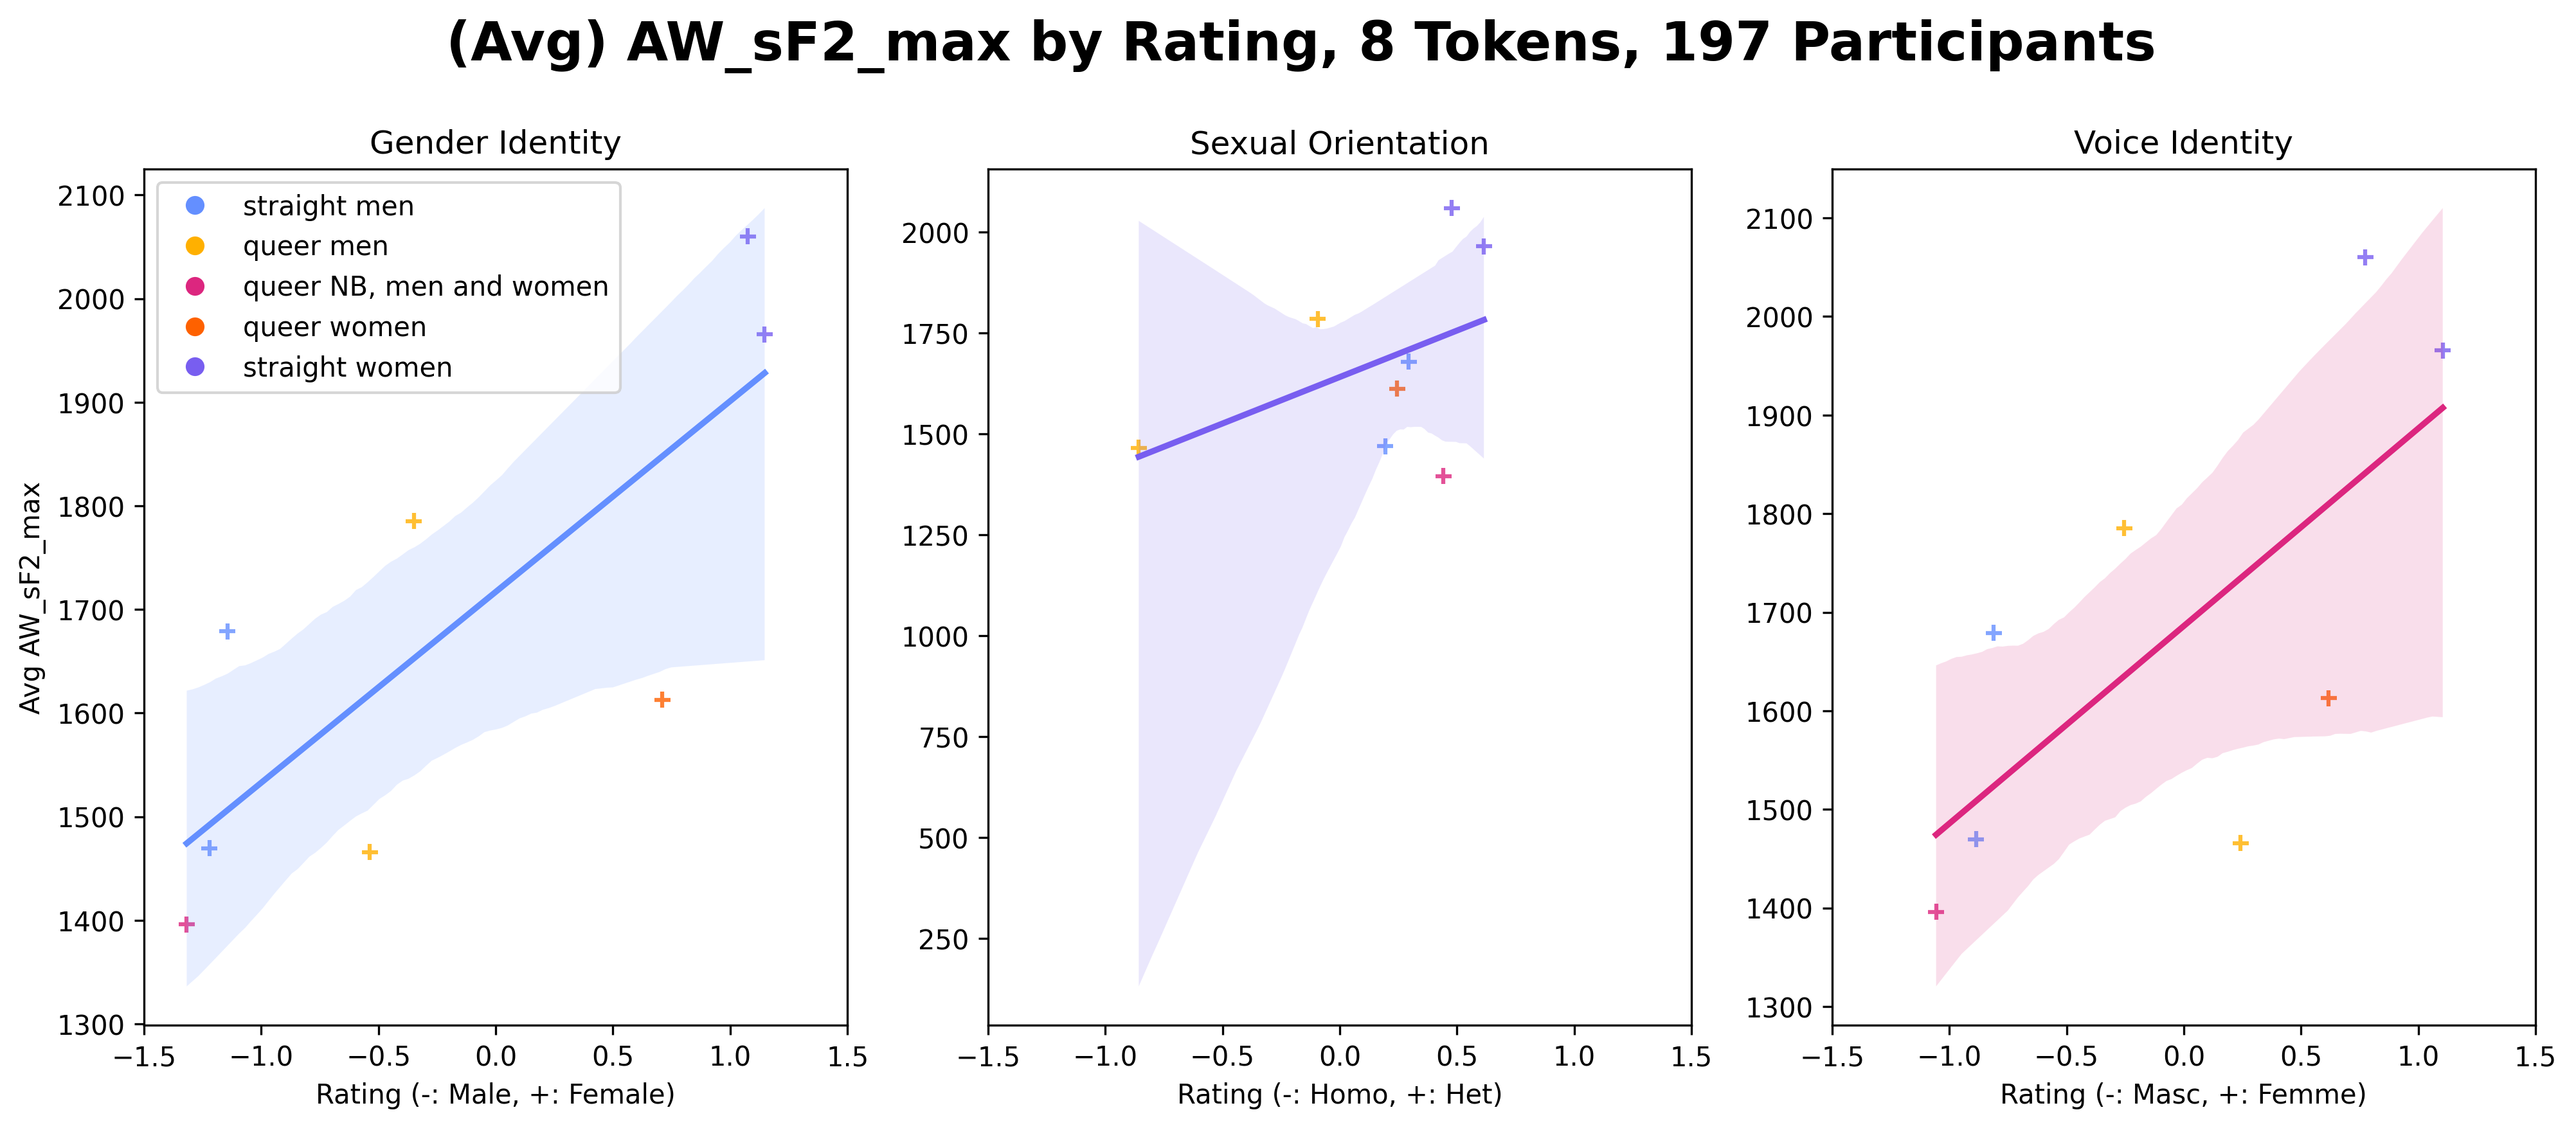 (Avg) AW_sF2_max by Rating, 8 Tokens, 197 Participants
Gender Identity
Sexual Orientation
Voice Identity
straight men
queer men
queer NB, men and women
queer women
straight women
Avg AW_sF2_max
2100
2000
1900
1800
1700
1600
1500
1400
1300
−1.5 −1.0 −0.5 0.0 0.5 1.0 1.5
Rating (-: Male, +: Female)
2000
1750
1500
1250
1000
750
500
250
−1.5 −1.0 −0.5 0.0 0.5 1.0 1.5
Rating (-: Homo, +: Het)
2100
2000
1900
1800
1700
1600
1500
1400
1300
−1.5 −1.0 −0.5 0.0 0.5 1.0 1.5
Rating (-: Masc, +: Femme)